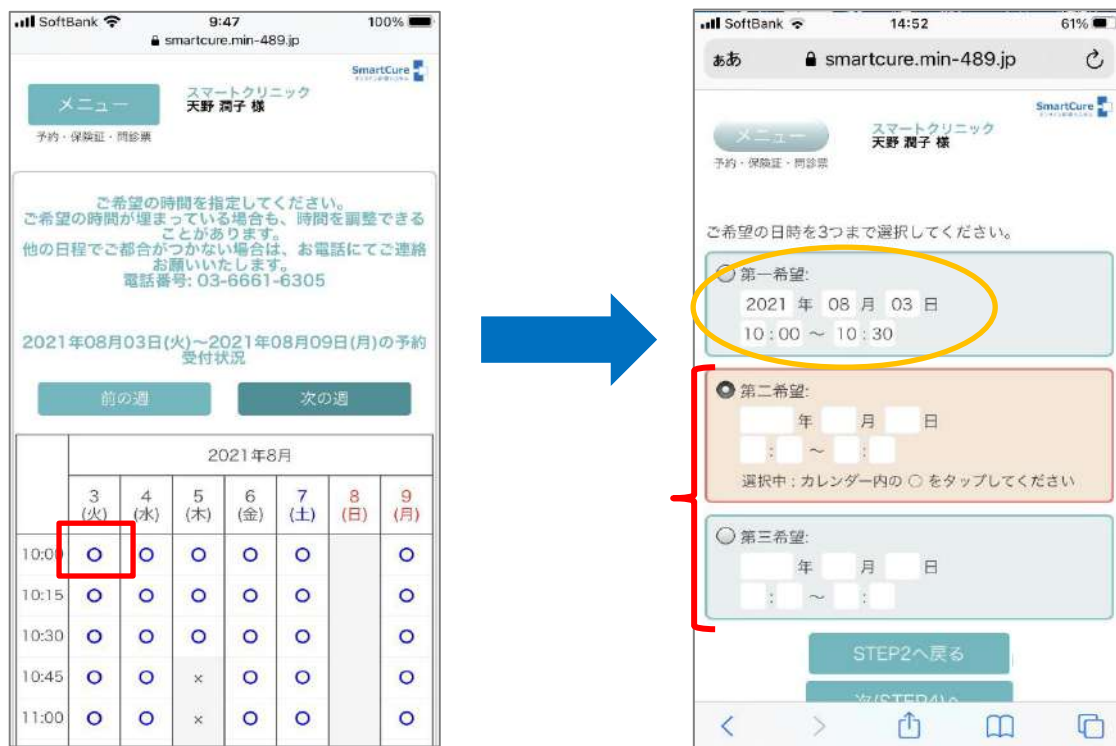 SoftBank 9:47 100%
smartcure.min-489.jp
SmartCure
メニュー
スマートクリニック
天野 潤子 様
予約・保険証・問診票
ご希望の時間を指定してください。
ご希望の時間が埋まっている場合も、時間を調整できる
ことがあります。
他の日程でご都合がつかない場合は、お電話にてご連絡
お願いいたします。
電話番号: 03-6661-6305
2021年08月03日(火)～2021年08月09日(月)の予約
受付状況
前の週 次の週
2021年8月
3 4 5 6 7 8 9
(火) (水) (木) (金) (土) (日) (月)
10:00 ○ ○ ○ ○ ○ ○
10:15 ○ ○ ○ ○ ○ ○
10:30 ○ ○ ○ ○ ○ ○
10:45 ○ ○ × ○ ○ ○
11:00 ○ ○ × ○ ○ ○
SoftBank 14:52 61%
ぁあ smartcure.min-489.jp
SmartCure
メニュー
スマートクリニック
天野 潤子 様
予約・保険証・問診票
ご希望の日時を3つまで選択してください。
第一希望:
2021 年 08 月 03 日
10:00 ～ 10:30
第二希望:
年 月 日
: ～ :
選択中 : カレンダー内の ○ をタップしてください
第三希望:
年 月 日
: ～ :
STEP2へ戻る
次(STEP4)へ